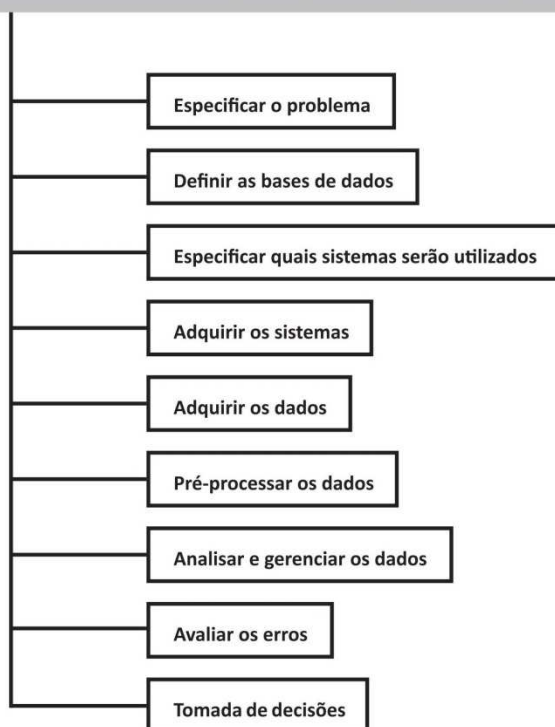 Especificar o problema
Definir as bases de dados
Especificar quais sistemas serão utilizados
Adquirir os sistemas
Adquirir os dados
Pré-processar os dados
Analisar e gerenciar os dados
Avaliar os erros
Tomada de decisões